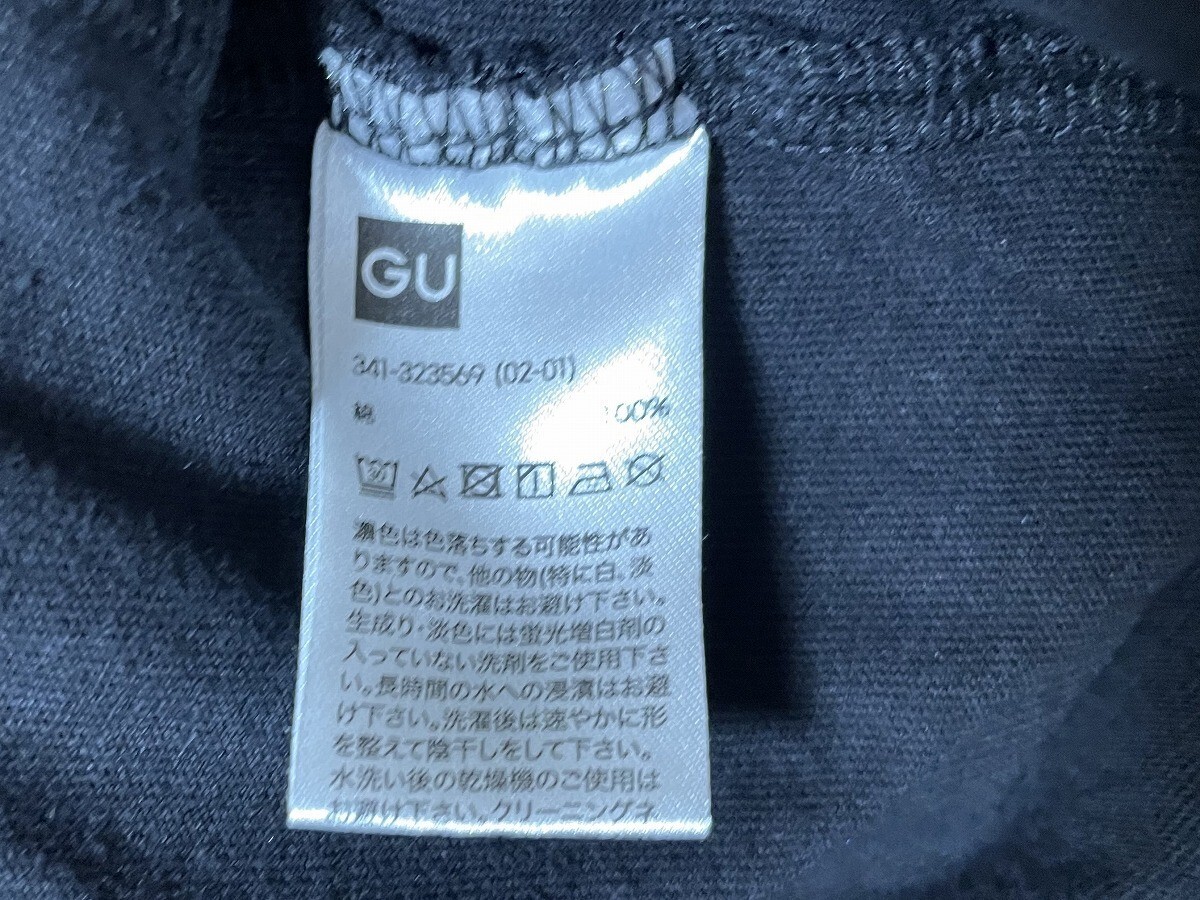 GU
341-323569 (02-01)
綿 100%
濃色は色落ちする可能性があ
りますので、他の物(特に白、淡
色)とのお洗濯はお避け下さい。
生成り・淡色には蛍光増白剤の
入っていない洗剤をご使用下さ
い。長時間の水への浸漬はお避
け下さい。洗濯後は速やかに形
を整えて陰干しをして下さい。
水洗い後の乾燥機のご使用は
お避け下さい。クリーニングネ